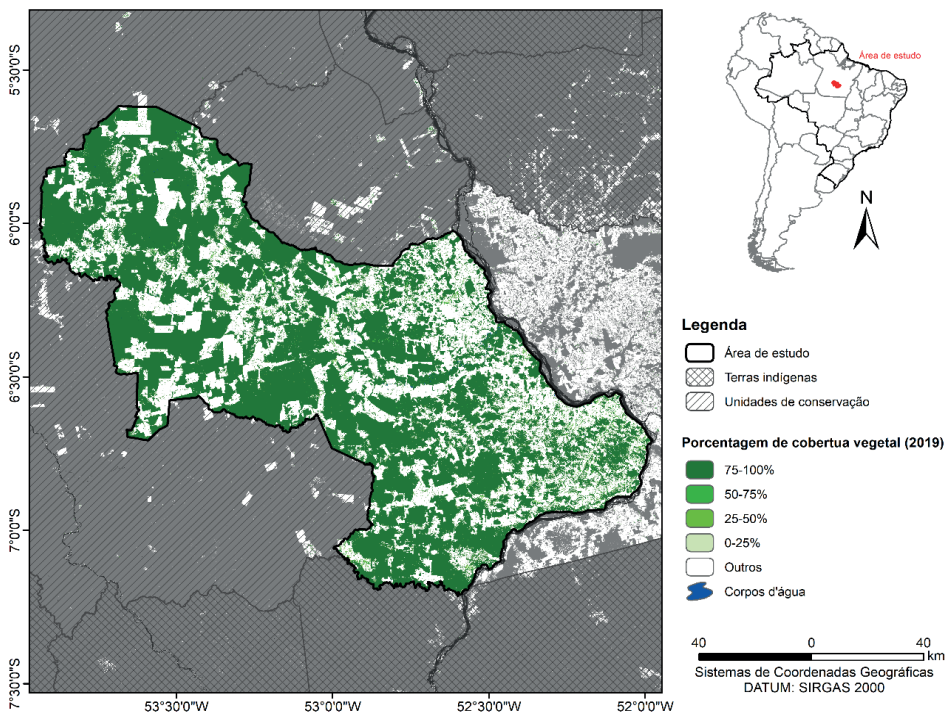 5°30'0"S
6°0'0"S
6°30'0"S
7°0'0"S
7°30'0"S
53°30'0"W
53°0'0"W
52°30'0"W
52°0'0"W
Área de estudo
N
Legenda
Área de estudo
Terras indígenas
Unidades de conservação
Porcentagem de cobertua vegetal (2019)
75-100%
50-75%
25-50%
0-25%
Outros
Corpos d'água
40 0 40
km
Sistemas de Coordenadas Geográficas
DATUM: SIRGAS 2000